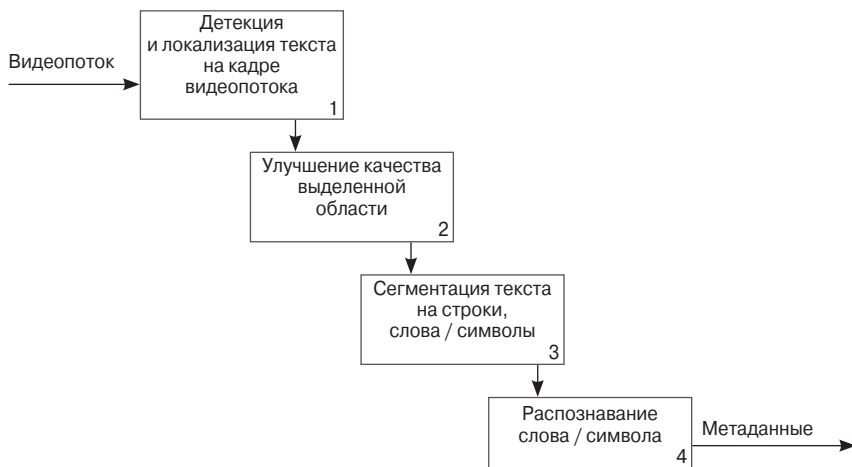 Видеопоток
Детекция
и локализация текста
на кадре
видеопотока
1
Улучшение качества
выделенной
области
2
Сегментация текста
на строки,
слова / символы
3
Распознавание
слова / символа
4
Метаданные